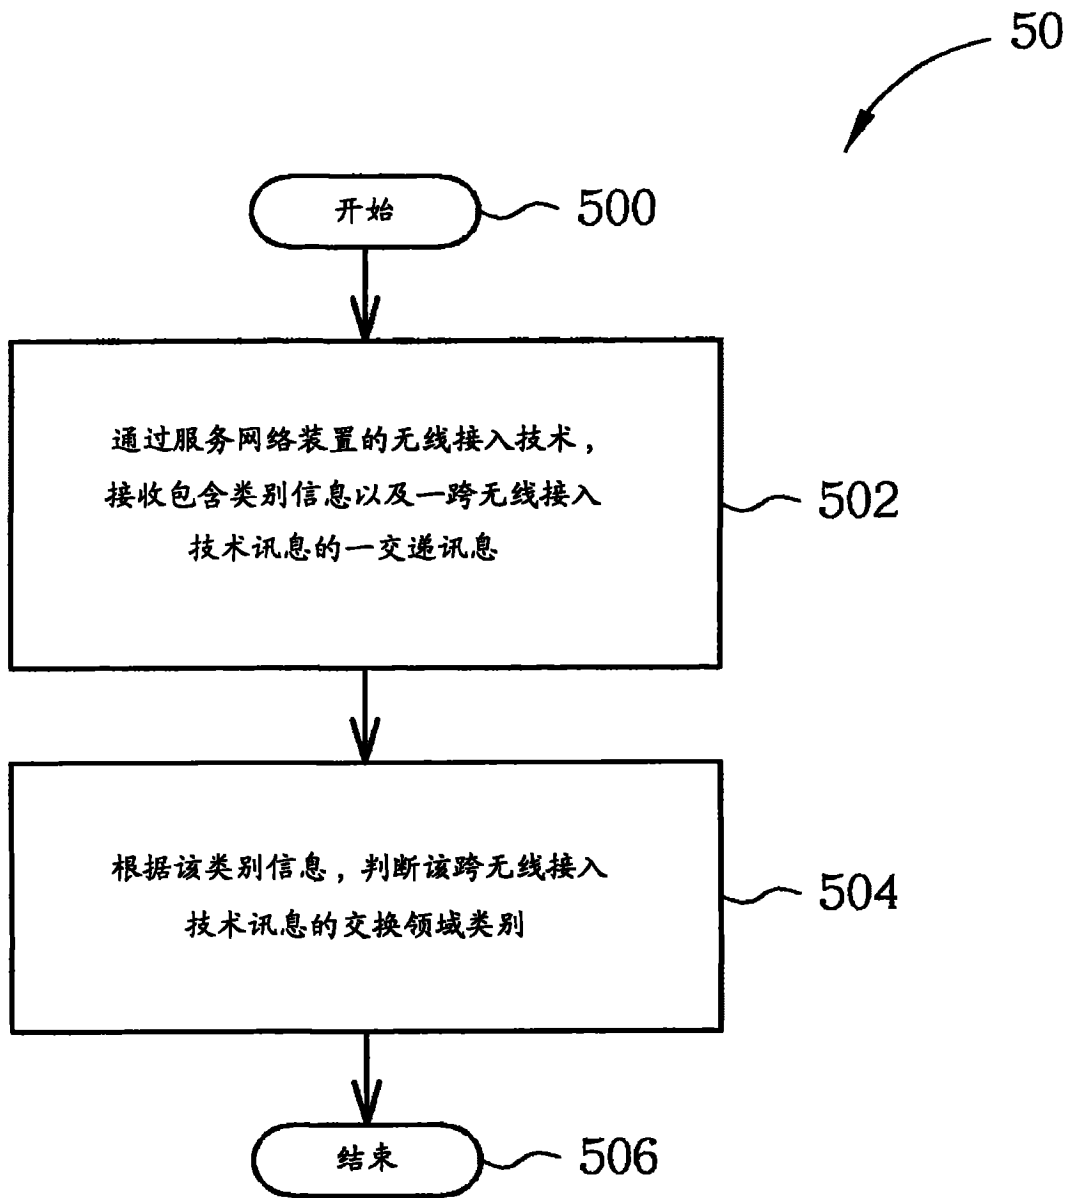 50
开始
500
通过服务网络装置的无线接入技术，
接收包含类别信息以及一跨无线接入
技术讯息的一交递讯息
502
根据该类别信息，判断该跨无线接入
技术讯息的交换领域类别
504
结束
506